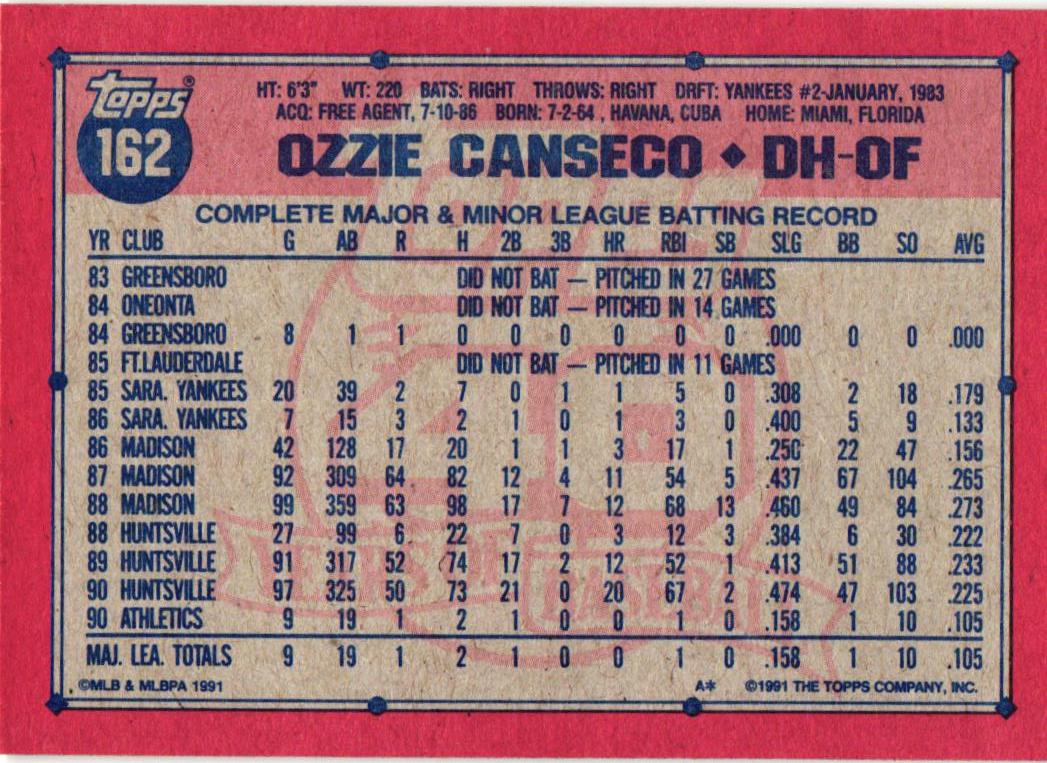 topps®
162
HT: 6'3" WT: 220 BATS: RIGHT THROWS: RIGHT DRFT: YANKEES #2-JANUARY, 1983
ACQ: FREE AGENT, 7-10-86 BORN: 7-2-64 , HAVANA, CUBA HOME: MIAMI, FLORIDA
OZZIE CANSECO ◆ DH-OF
COMPLETE MAJOR & MINOR LEAGUE BATTING RECORD
YR CLUB G AB R H 2B 3B HR RBI SB SLG BB SO AVG
83 GREENSBORO DID NOT BAT — PITCHED IN 27 GAMES
84 ONEONTA DID NOT BAT — PITCHED IN 14 GAMES
84 GREENSBORO 8 1 1 0 0 0 0 0 0 .000 0 0 .000
85 FT.LAUDERDALE DID NOT BAT — PITCHED IN 11 GAMES
85 SARA. YANKEES 20 39 2 7 0 1 1 5 0 .308 2 18 .179
86 SARA. YANKEES 7 15 3 2 1 0 1 3 0 .400 5 9 .133
86 MADISON 42 128 17 20 1 1 3 17 1 .250 22 47 .156
87 MADISON 92 309 64 82 12 4 11 54 5 .437 67 104 .265
88 MADISON 99 359 63 98 17 7 12 68 13 .460 49 84 .273
88 HUNTSVILLE 27 99 6 22 7 0 3 12 3 .384 6 30 .222
89 HUNTSVILLE 91 317 52 74 17 2 12 52 1 .413 51 88 .233
90 HUNTSVILLE 97 325 50 73 21 0 20 67 2 .474 47 103 .225
90 ATHLETICS 9 19 1 2 1 0 0 1 0 .158 1 10 .105
MAJ. LEA. TOTALS 9 19 1 2 1 0 0 1 0 .158 1 10 .105
©MLB & MLBPA 1991 A* ©1991 THE TOPPS COMPANY, INC.
40
YEARS OF
BASEBALL